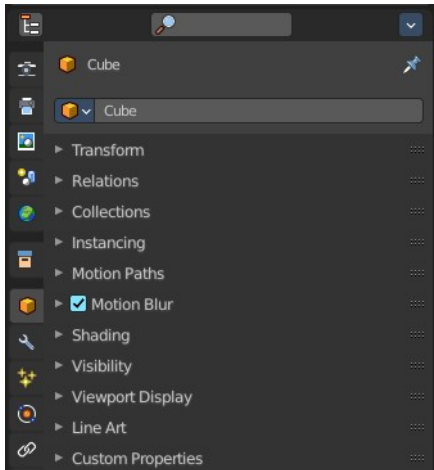 Cube
Cube
Transform
Relations
Collections
Instancing
Motion Paths
Motion Blur
Shading
Visibility
Viewport Display
Line Art
Custom Properties